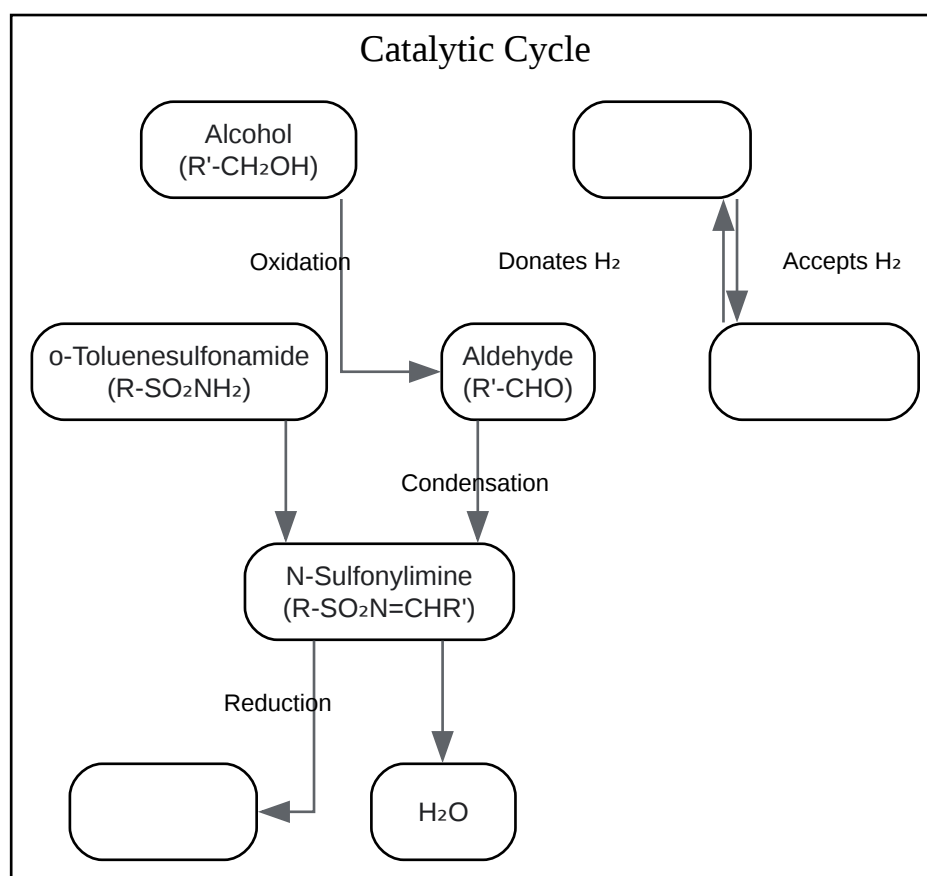 Catalytic Cycle
Alcohol
(R'-CH₂OH)
Oxidation
Donates H₂
Accepts H₂
o-Toluenesulfonamide
(R-SO₂NH₂)
Aldehyde
(R'-CHO)
Condensation
N-Sulfonylimine
(R-SO₂N=CHR')
Reduction
H₂O